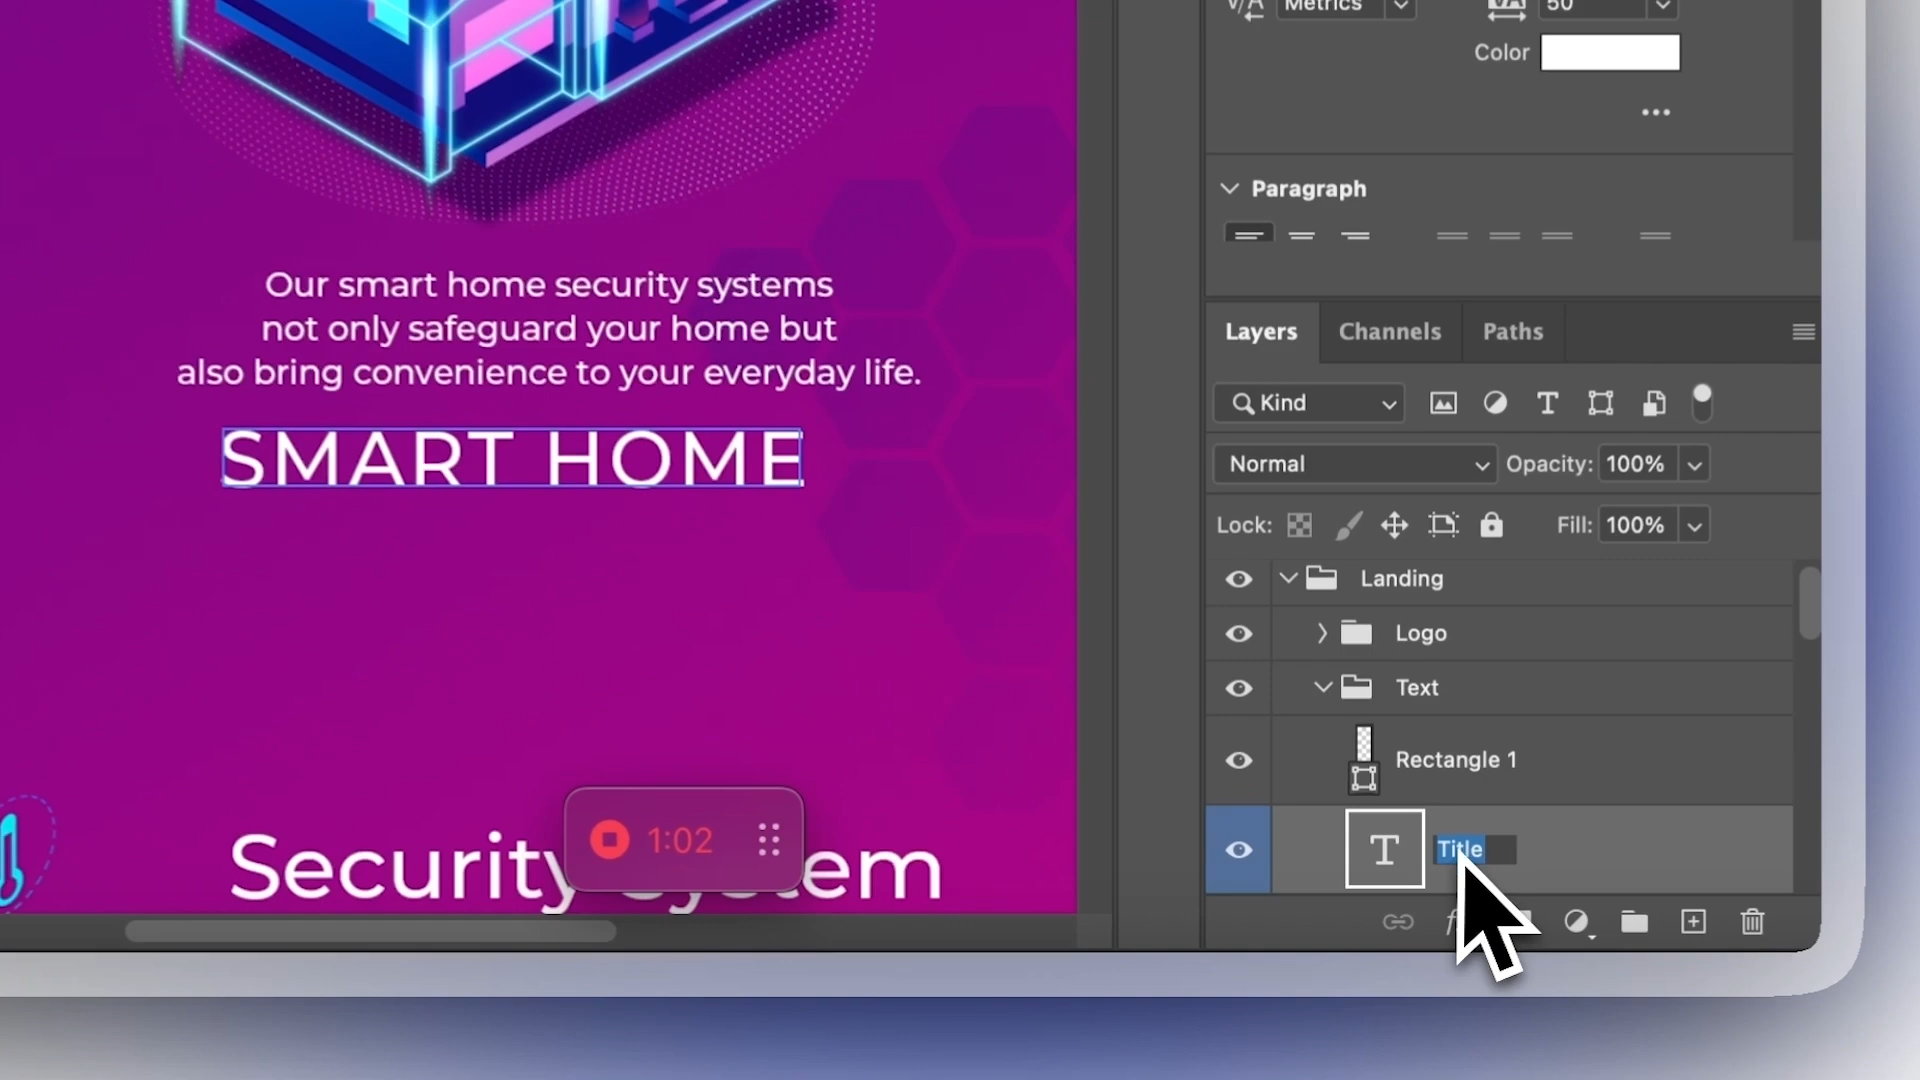 Metrics
50
Color
Paragraph
Our smart home security systems
not only safeguard your home but
also bring convenience to your everyday life.
SMART HOME
Layers Channels Paths
Kind
Normal Opacity: 100%
Lock: Fill: 100%
Landing
Logo
Text
Rectangle 1
Title
1:02
Security System